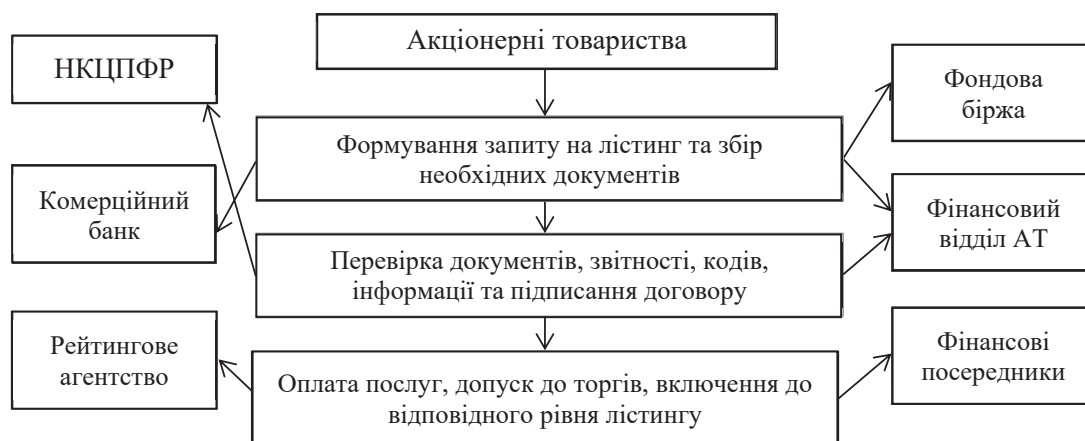 Акціонерні товариства
НКЦПФР
Фондова
біржа
Формування запиту на лістинг та збір
необхідних документів
Комерційний
банк
Фінансовий
відділ АТ
Перевірка документів, звітності, кодів,
інформації та підписання договору
Рейтингове
агентство
Фінансові
посередники
Оплата послуг, допуск до торгів, включення до
відповідного рівня лістингу